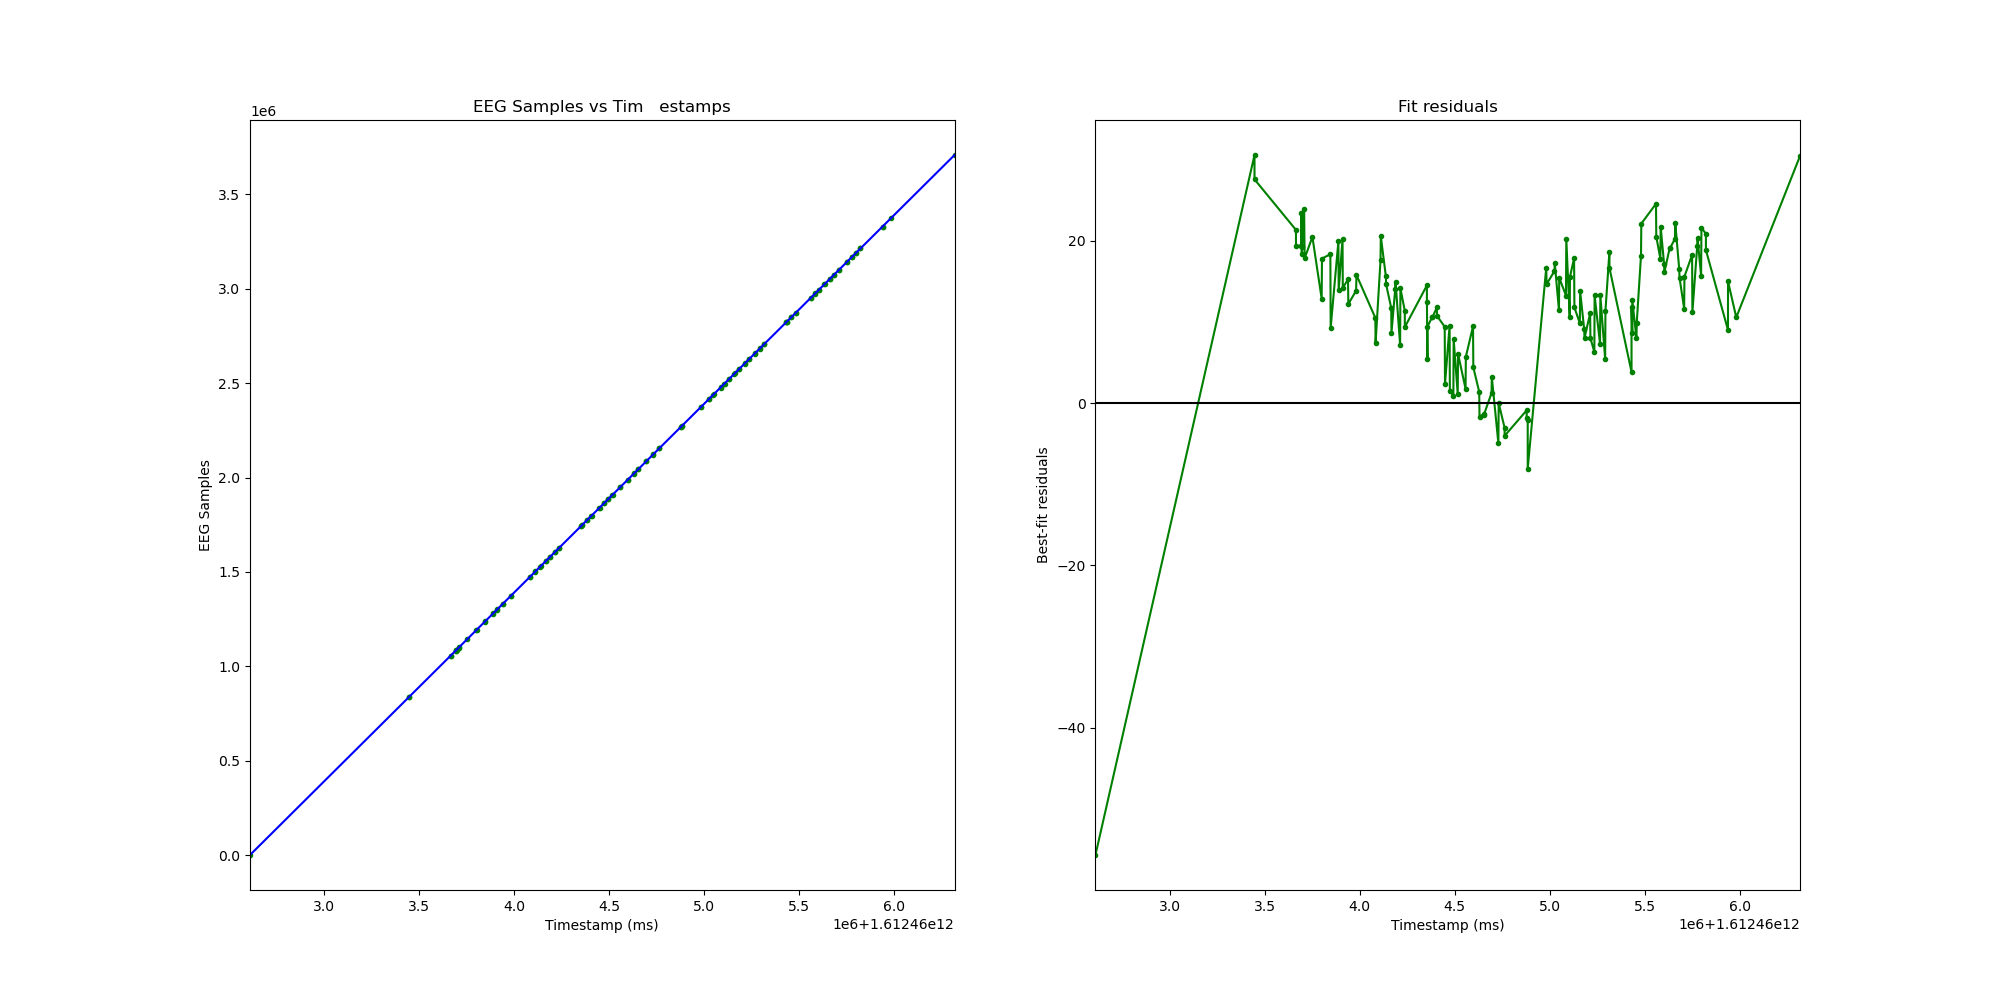 EEG Samples vs Tim   estamps
1e6
3.5
3.0
2.5
2.0
1.5
1.0
0.5
0.0
EEG Samples
3.0 3.5 4.0 4.5 5.0 5.5 6.0
Timestamp (ms)
1e6+1.61246e12
Fit residuals
20
0
−20
−40
Best-fit residuals
3.0 3.5 4.0 4.5 5.0 5.5 6.0
Timestamp (ms)
1e6+1.61246e12